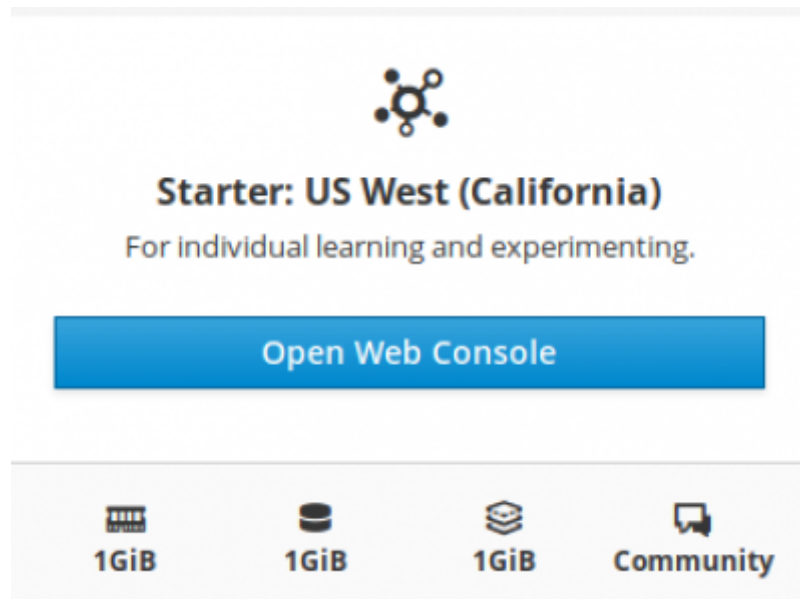 Starter: US West (California)
For individual learning and experimenting.
Open Web Console
1GiB 1GiB 1GiB Community